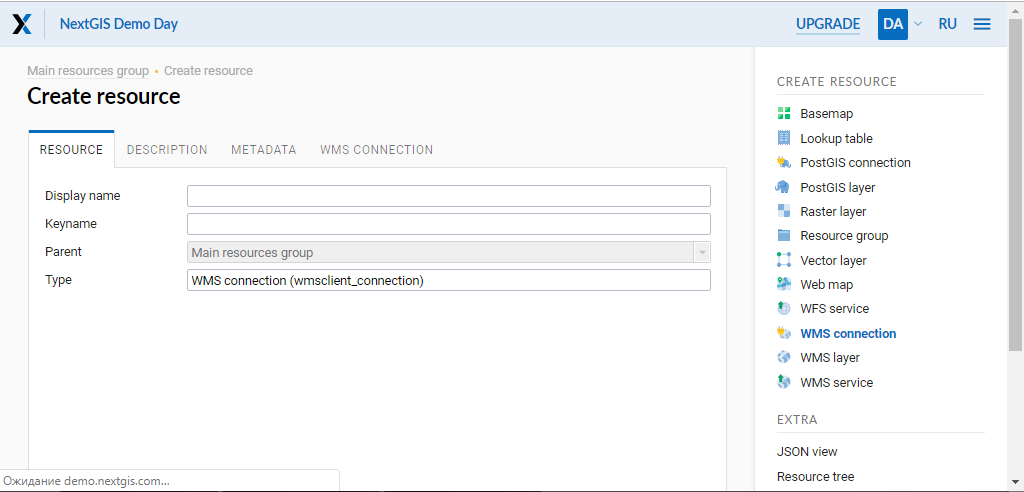 NextGIS Demo Day
UPGRADE
DA
RU
Main resources group • Create resource
Create resource
RESOURCE
DESCRIPTION
METADATA
WMS CONNECTION
Display name
Keyname
Parent
Main resources group
Type
WMS connection (wmsclient_connection)
CREATE RESOURCE
Basemap
Lookup table
PostGIS connection
PostGIS layer
Raster layer
Resource group
Vector layer
Web map
WFS service
WMS connection
WMS layer
WMS service
EXTRA
JSON view
Resource tree
Ожидание demo.nextgis.com...